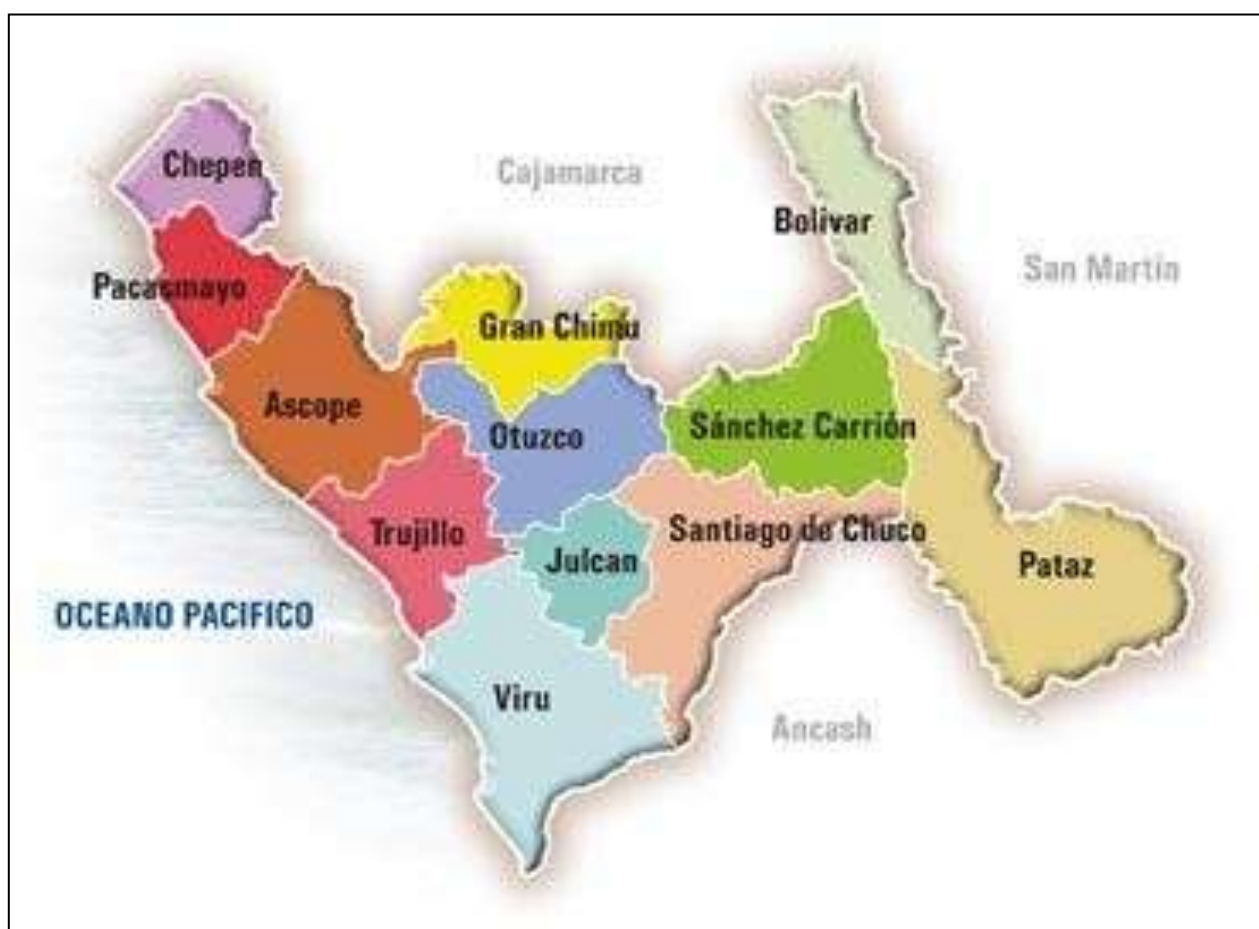 Chepen
Cajamarca
Bolivar
San Martín
Pacasmayo
Gran Chimu
Ascope
Otuzco
Sánchez Carrión
Trujillo
Julcan
Santiago de Chuco
Pataz
OCEANO PACIFICO
Viru
Ancash